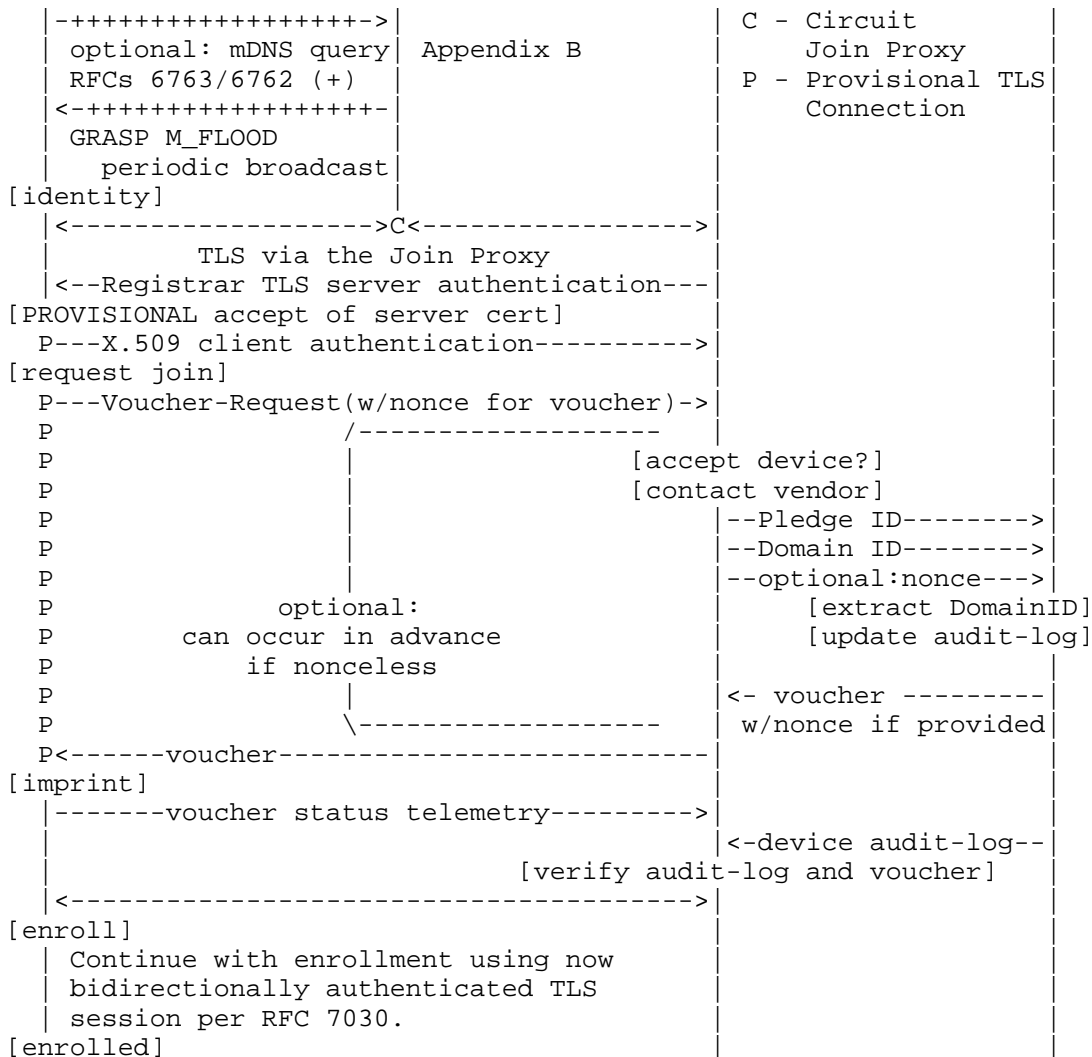 |-++++++++++++++++++->|                   | C - Circuit        |
| optional: mDNS query| Appendix B        |     Join Proxy     |
| RFCs 6763/6762 (+)  |                   | P - Provisional TLS|
|<-++++++++++++++++++-|                   |     Connection     |
| GRASP M_FLOOD       |                   |                    |
|   periodic broadcast|                   |                    |
[identity]              |                   |                    |
|<------------------->C<----------------->|                    |
|         TLS via the Join Proxy          |                    |
|<--Registrar TLS server authentication---|                    |
[PROVISIONAL accept of server cert]         |                    |
P---X.509 client authentication---------->|                    |
[request join]                              |                    |
P---Voucher-Request(w/nonce for voucher)->|                    |
P                  /-------------------   |                    |
P                  |                 [accept device?]          |
P                  |                 [contact vendor]          |
P                  |                      |--Pledge ID-------->|
P                  |                      |--Domain ID-------->|
P                  |                      |--optional:nonce--->|
P              optional:                  |     [extract DomainID]
P        can occur in advance             |     [update audit-log]
P            if nonceless                 |                    |
P                  |                      |<- voucher ---------|
P                  \-------------------   | w/nonce if provided|
P<------voucher---------------------------|                    |
[imprint]                                   |                    |
|-------voucher status telemetry--------->|                    |
|                                         |<-device audit-log--|
|                             [verify audit-log and voucher]   |
|<--------------------------------------->|                    |
[enroll]                                    |                    |
| Continue with enrollment using now      |                    |
| bidirectionally authenticated TLS       |                    |
| session per RFC 7030.                   |                    |
[enrolled]                                  |                    |